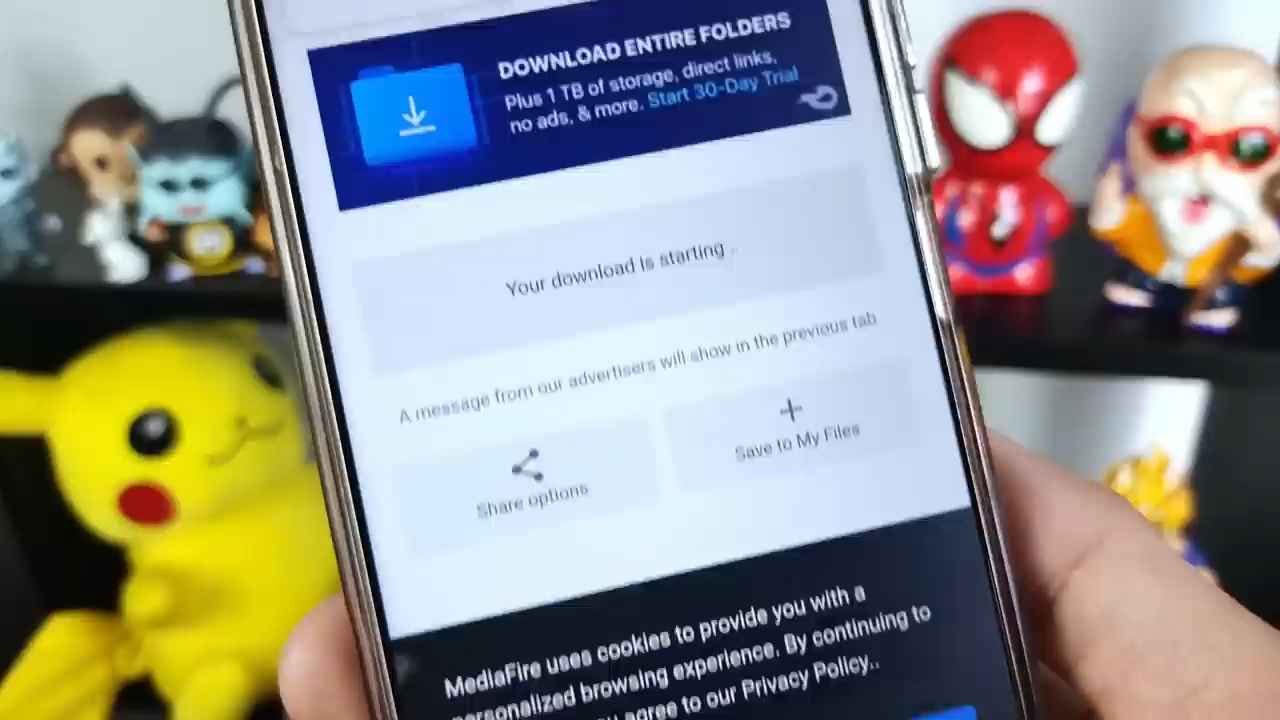 DOWNLOAD ENTIRE FOLDERS
Plus 1 TB of storage, direct links,
no ads, & more. Start 30-Day Trial
Your download is starting ..
A message from our advertisers will show in the previous tab
Share options
Save to My Files
MediaFire uses cookies to provide you with a
personalized browsing experience. By continuing to
agree to our Privacy Policy..